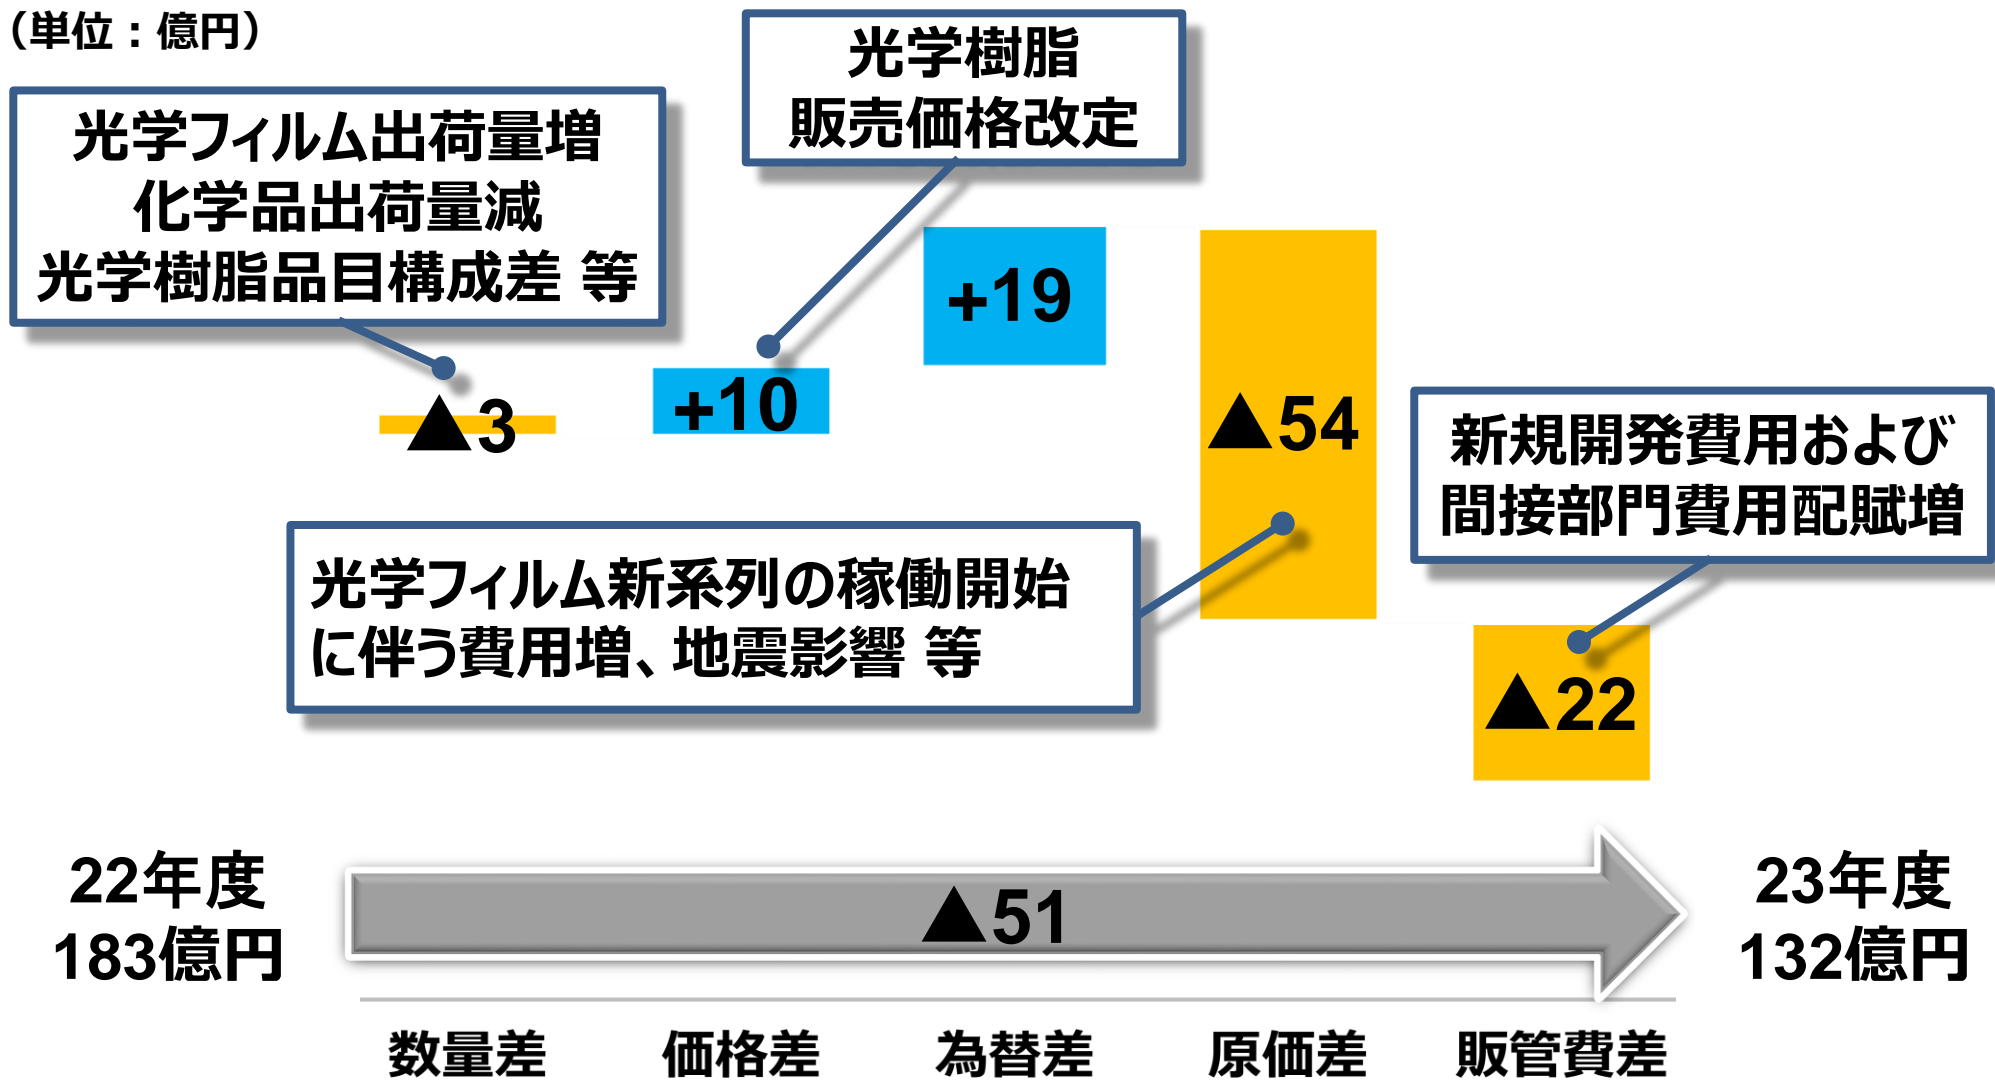 （単位：億円）
光学樹脂
販売価格改定
光学フィルム出荷量増
化学品出荷量減
光学樹脂品目構成差 等
+19
▲3
+10
▲54
新規開発費用および
間接部門費用配賦増
光学フィルム新系列の稼働開始
に伴う費用増、地震影響 等
▲22
22年度
183億円
▲51
23年度
132億円
数量差
価格差
為替差
原価差
販管費差